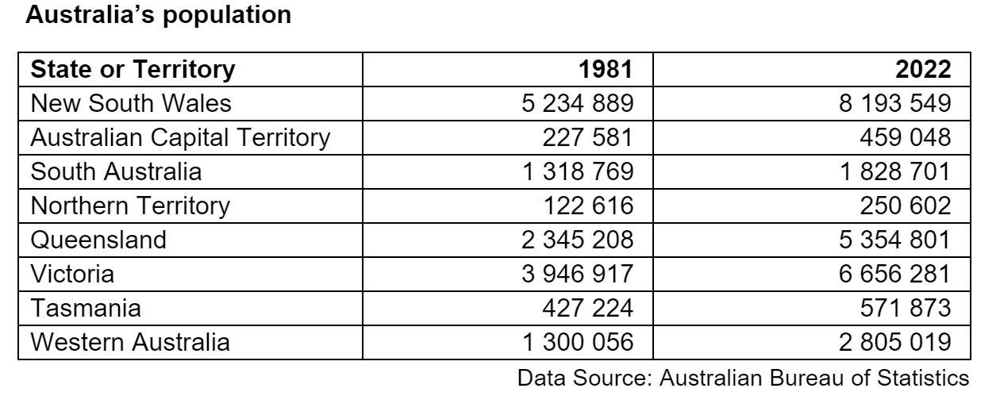 Australia’s population
State or Territory 1981 2022
New South Wales 5 234 889 8 193 549
Australian Capital Territory 227 581 459 048
South Australia 1 318 769 1 828 701
Northern Territory 122 616 250 602
Queensland 2 345 208 5 354 801
Victoria 3 946 917 6 656 281
Tasmania 427 224 571 873
Western Australia 1 300 056 2 805 019
Data Source: Australian Bureau of Statistics